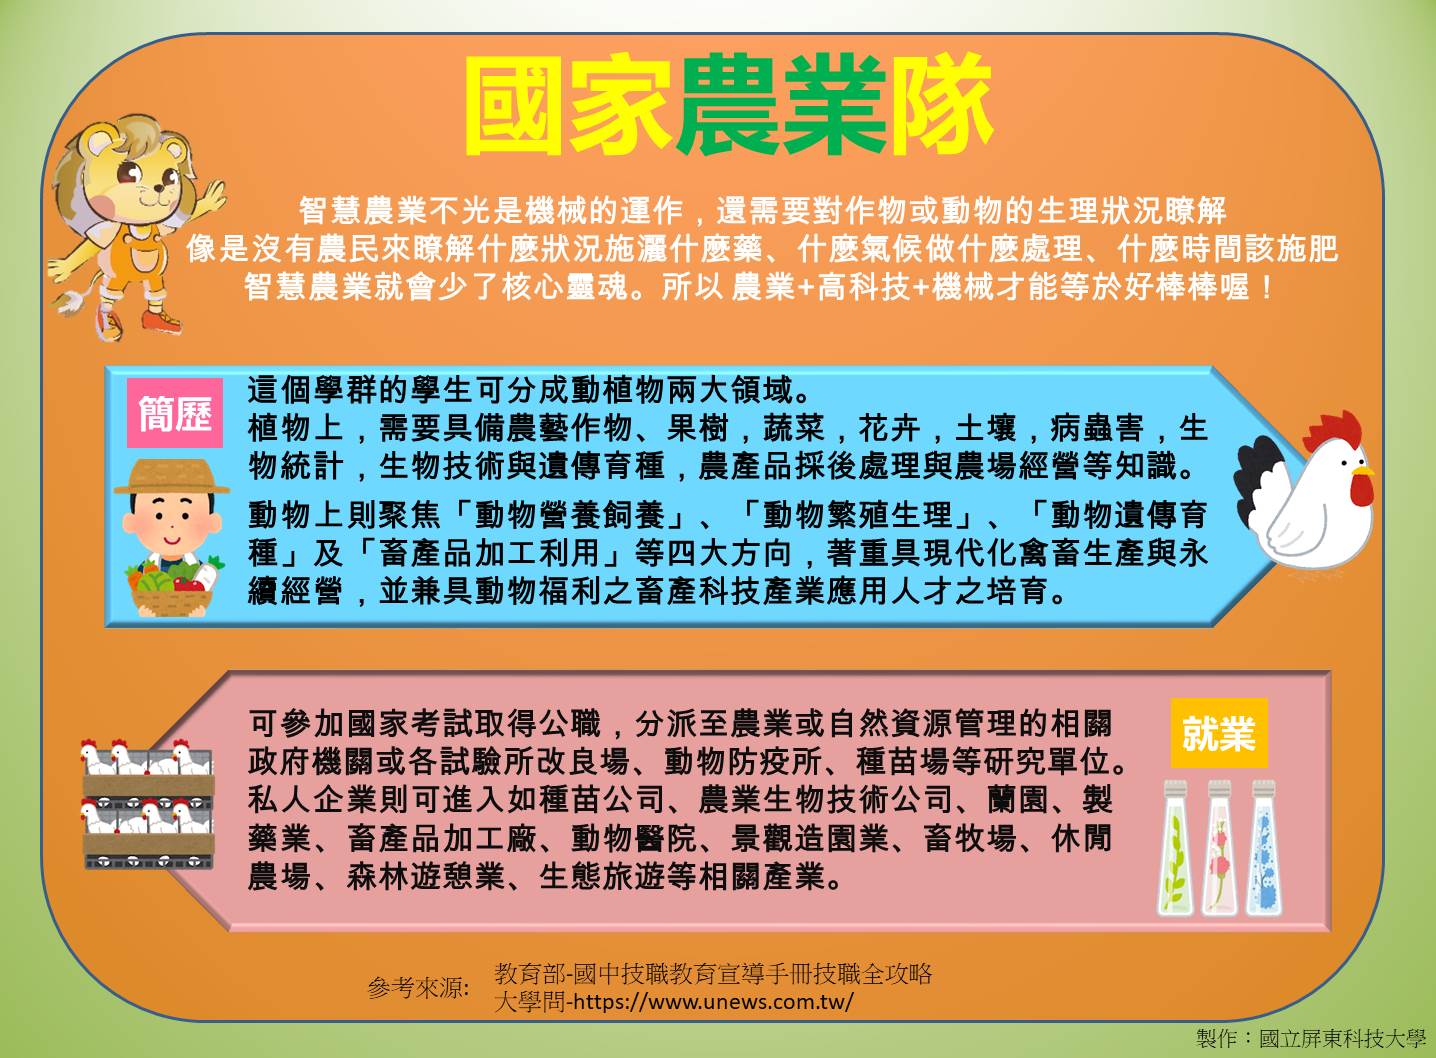 國家農業隊
智慧農業不光是機械的運作，還需要對作物或動物的生理狀況瞭解
像是沒有農民來瞭解什麼狀況施灑什麼藥、什麼氣候做什麼處理、什麼時間該施肥
智慧農業就會少了核心靈魂。所以 農業+高科技+機械才能等於好棒棒喔！
簡歷
這個學群的學生可分成動植物兩大領域。
植物上，需要具備農藝作物、果樹，蔬菜，花卉，土壤，病蟲害，生
物統計，生物技術與遺傳育種，農產品採後處理與農場經營等知識。
動物上則聚焦「動物營養飼養」、「動物繁殖生理」、「動物遺傳育
種」及「畜產品加工利用」等四大方向，著重具現代化禽畜生產與永
續經營，並兼具動物福利之畜產科技產業應用人才之培育。
就業
可參加國家考試取得公職，分派至農業或自然資源管理的相關
政府機關或各試驗所改良場、動物防疫所、種苗場等研究單位。
私人企業則可進入如種苗公司、農業生物技術公司、蘭園、製
藥業、畜產品加工廠、動物醫院、景觀造園業、畜牧場、休閒
農場、森林遊憩業、生態旅遊等相關產業。
參考來源:
教育部-國中技職教育宣導手冊技職全攻略
大學問-https://www.unews.com.tw/
製作：國立屏東科技大學